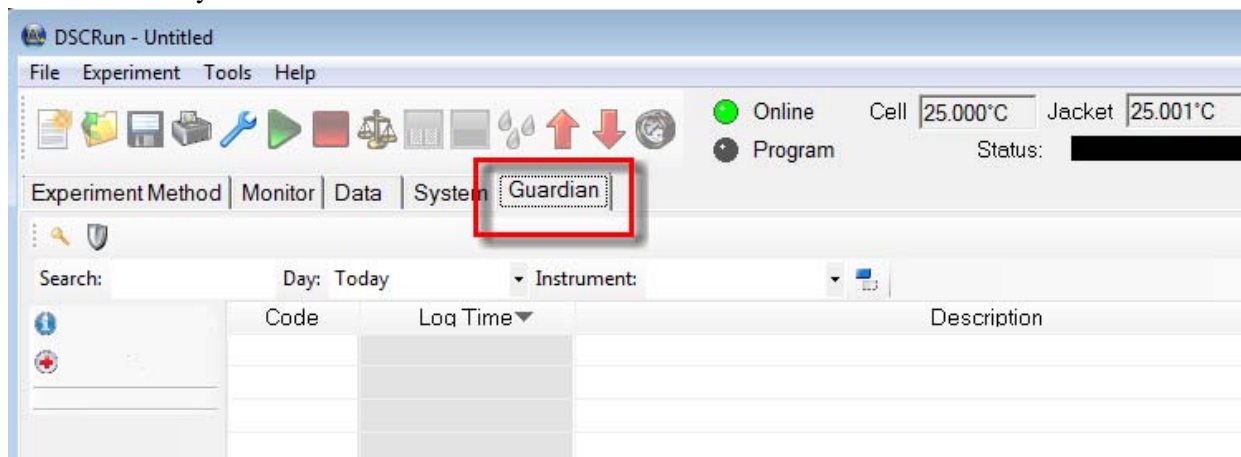 DSCRun - Untitled
File Experiment Tools Help
Online Cell 25.000°C Jacket 25.001°C
Program Status:
Experiment Method Monitor Data System Guardian
Search: Day: Today Instrument:
Code Log Time Description